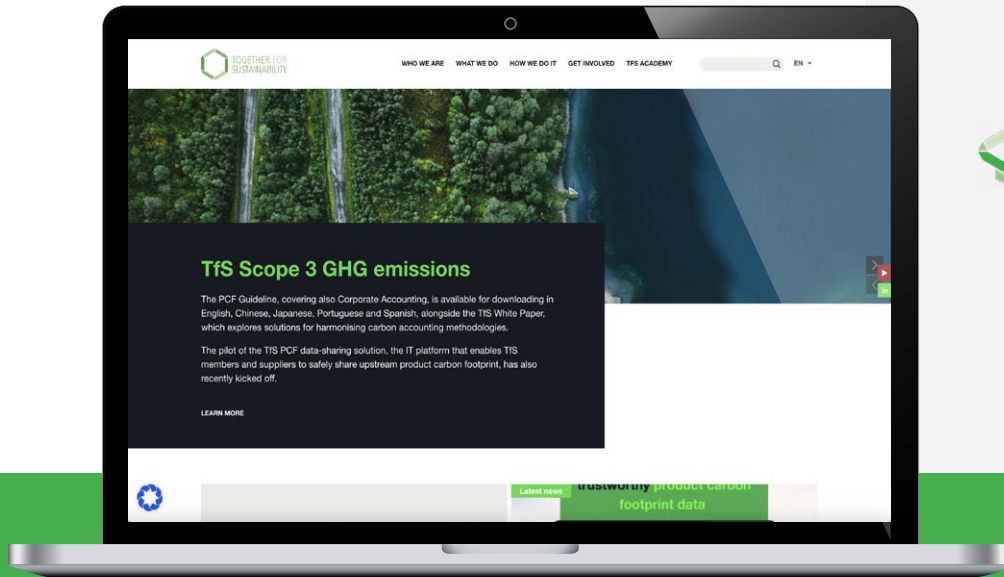 TOGETHER FOR
SUSTAINABILITY
WHO WE ARE WHAT WE DO HOW WE DO IT GET INVOLVED TFS ACADEMY EN
TfS Scope 3 GHG emissions
The PCF Guideline, covering also Corporate Accounting, is available for downloading in
English, Chinese, Japanese, Portuguese and Spanish, alongside the TfS White Paper,
which explores solutions for harmonising carbon accounting methodologies.
The pilot of the TfS PCF data-sharing solution, the IT platform that enables TfS
members and suppliers to safely share upstream product carbon footprint, has also
recently kicked off.
LEARN MORE
in
Latest news
trustworthy product carbon
footprint data